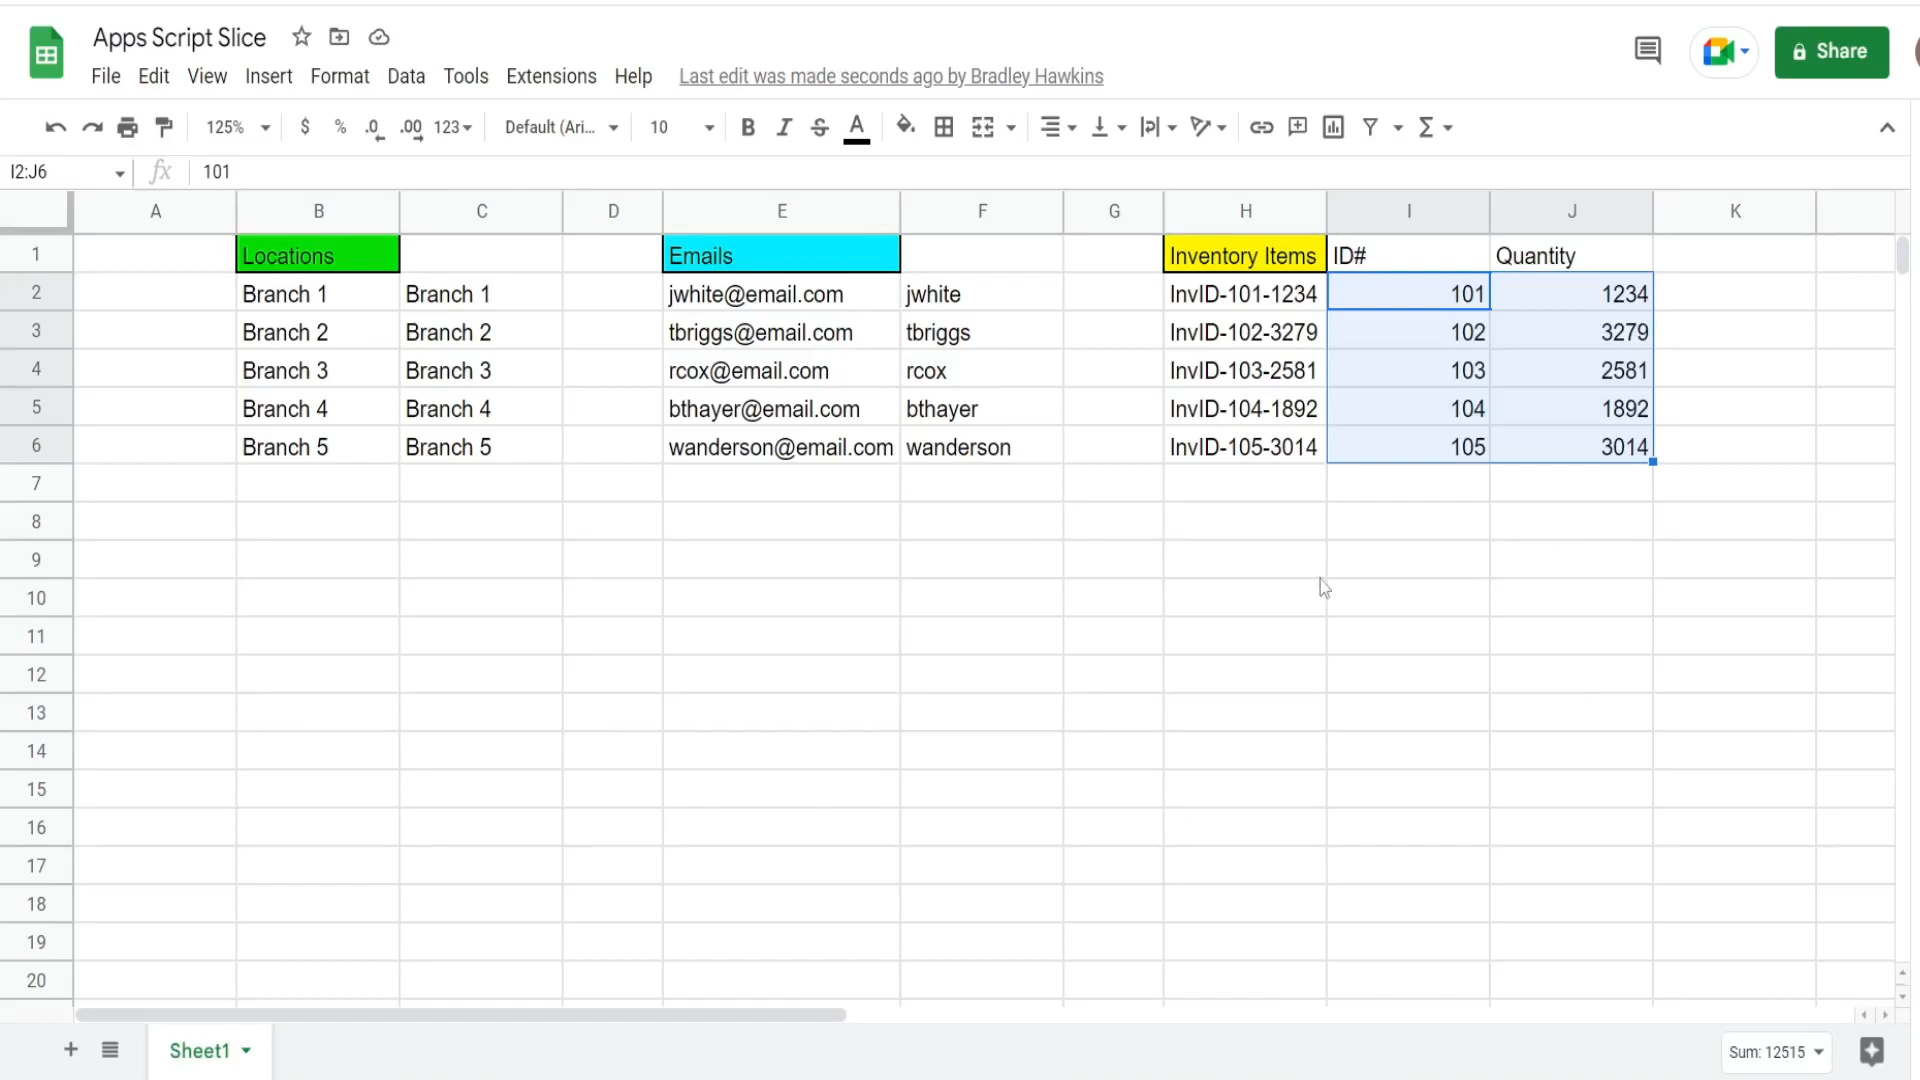 Apps Script Slice
File Edit View Insert Format Data Tools Extensions Help Last edit was made seconds ago by Bradley Hawkins
Share
125% $ % .0 .00 123 Default (Ari... 10 B I S A
I2:J6 fx 101
A B C D E F G H I J K
1 Locations Emails Inventory Items ID# Quantity
2 Branch 1 Branch 1 jwhite@email.com jwhite InvID-101-1234 101 1234
3 Branch 2 Branch 2 tbriggs@email.com tbriggs InvID-102-3279 102 3279
4 Branch 3 Branch 3 rcox@email.com rcox InvID-103-2581 103 2581
5 Branch 4 Branch 4 bthayer@email.com bthayer InvID-104-1892 104 1892
6 Branch 5 Branch 5 wanderson@email.com wanderson InvID-105-3014 105 3014
7
8
9
10
11
12
13
14
15
16
17
18
19
20
Sheet1 Sum: 12515